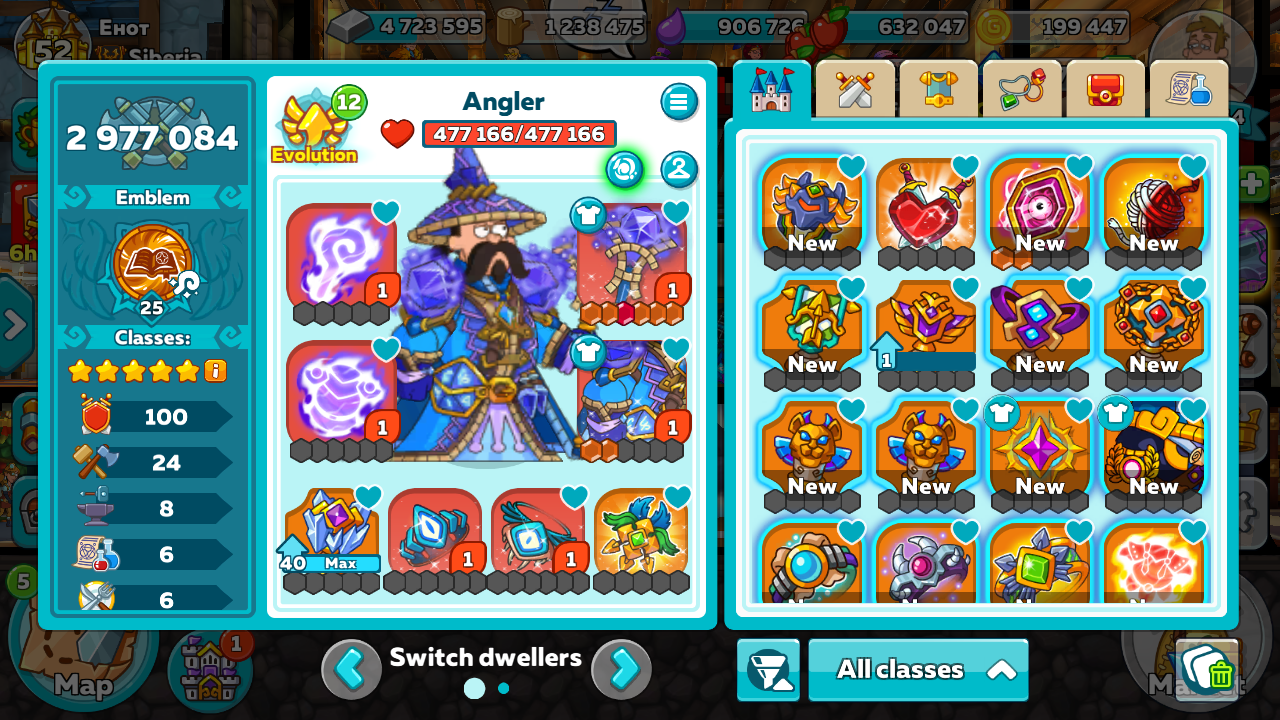 52
Енот
Siberia
4 723 595
1 238 475
906 726
632 047
199 447
2 977 084
Emblem
25
Classes:
100
24
8
6
6
Evolution
12
Angler
477 166/477 166
1
1
1
1
40 Max
1
1
New
New
New
New
New
1
New
New
New
New
New
New
6h
5
Map
1
Switch dwellers
All classes